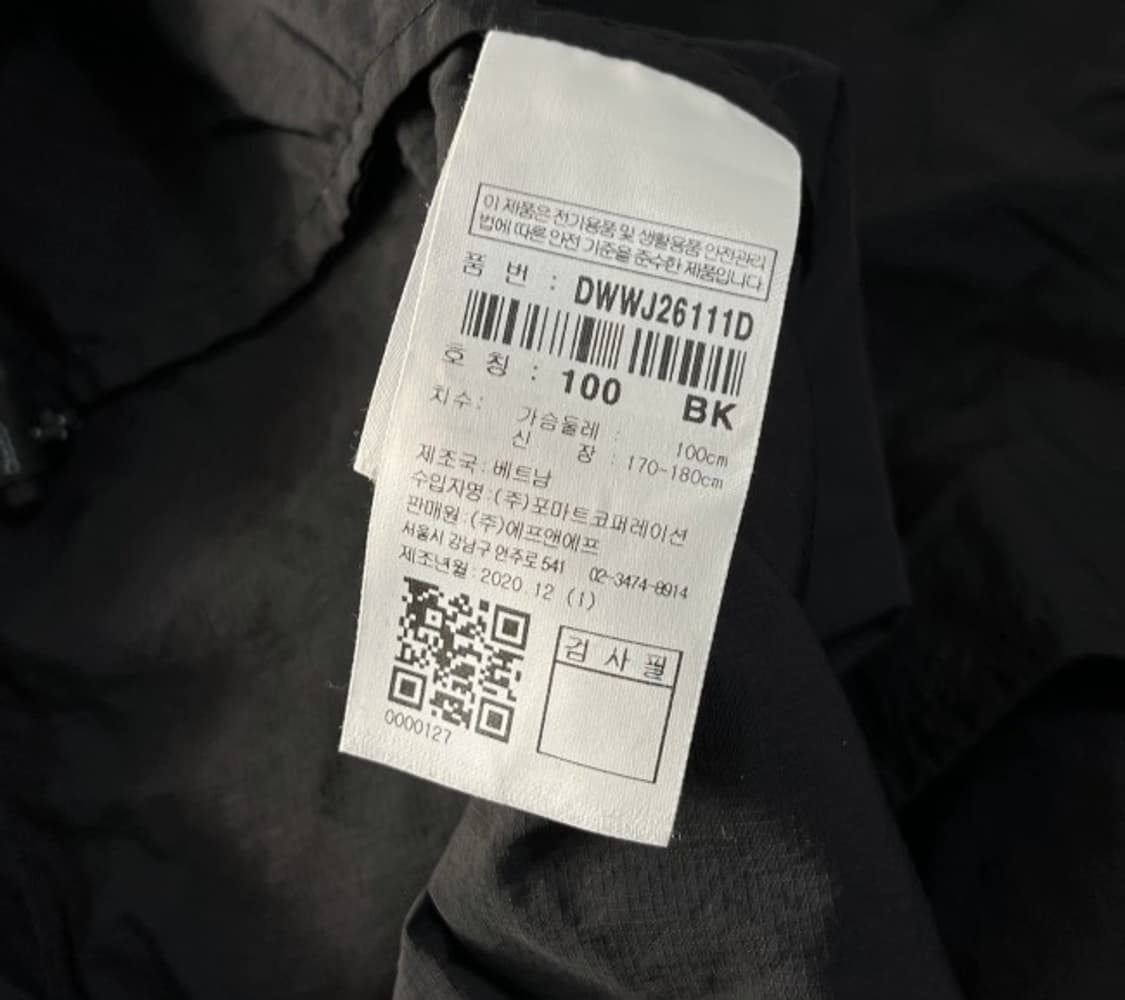 이 제품은 전기용품 및 생활용품 안전관리
법에 따른 안전 기준을 준수한 제품입니다.
품 번 : DWWJ26111D
호 칭 : 100 BK
치수: 가슴둘레 : 100cm
신 장 : 170-180cm
제조국 : 베트남
수입자명 : (주)포마트코퍼레이션
판매원 : (주)에프앤에프
서울시 강남구 언주로 541 02-3474-8914
제조년월 : 2020.12 (1)
검 사 필
0000127